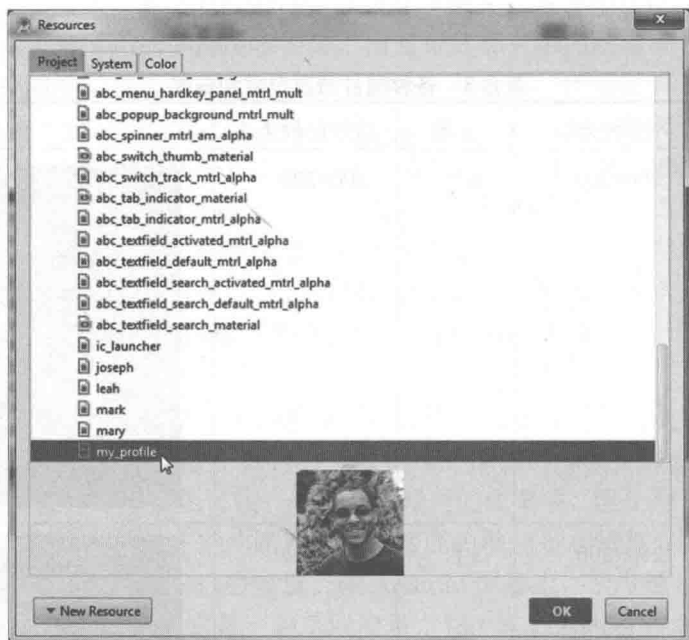 Resources
x
Project System Color
abc_menu_hardkey_panel_mtrl_mult
abc_popup_background_mtrl_mult
abc_spinner_mtrl_am_alpha
abc_switch_thumb_material
abc_switch_track_mtrl_alpha
abc_tab_indicator_material
abc_tab_indicator_mtrl_alpha
abc_textfield_activated_mtrl_alpha
abc_textfield_default_mtrl_alpha
abc_textfield_search_activated_mtrl_alpha
abc_textfield_search_default_mtrl_alpha
abc_textfield_search_material
ic_launcher
joseph
leah
mark
mary
my_profile
New Resource OK Cancel